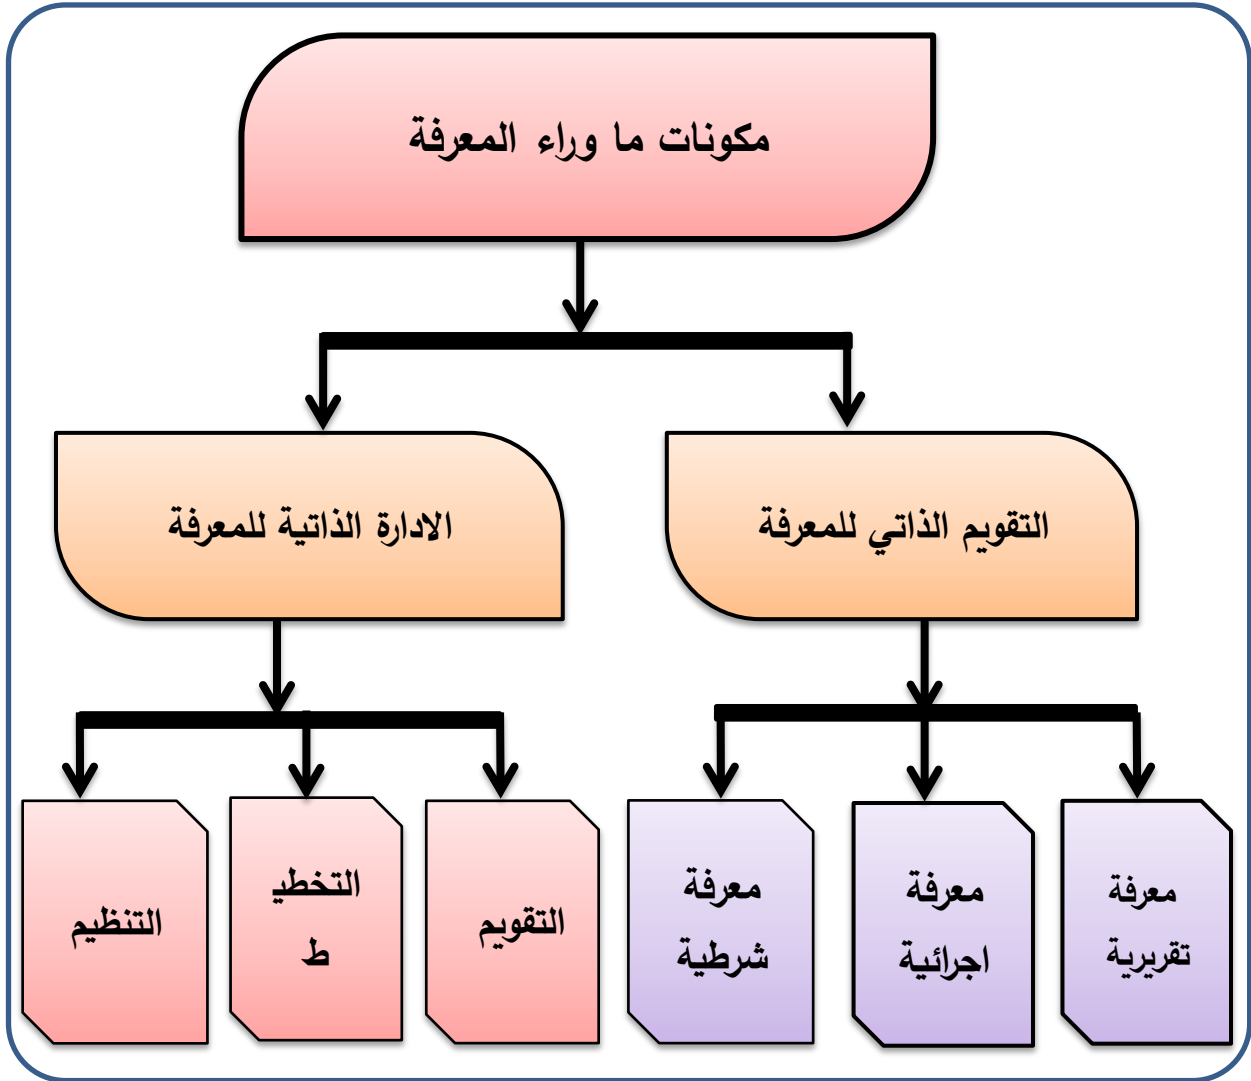 مكونات ما وراء المعرفة
التقويم الذاتي للمعرفة
الادارة الذاتية للمعرفة
معرفة
تقريرية
معرفة
اجرائية
معرفة
شرطية
التقويم
التخطي
ط
التنظيم